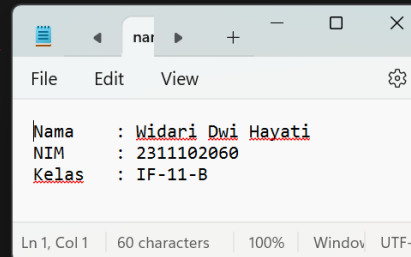 nar
File Edit View
Nama : Widari Dwi Hayati
NIM : 2311102060
Kelas : IF-11-B
Ln 1, Col 1 60 characters 100% Window UTF-